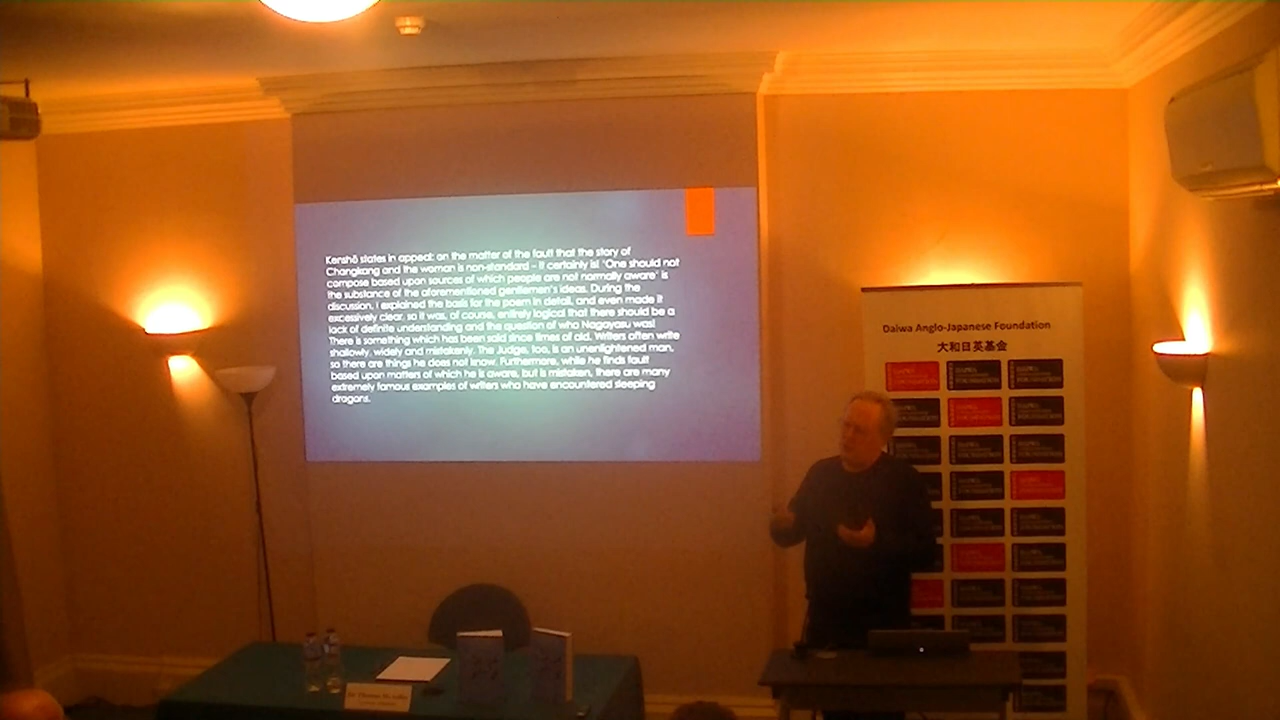 Kenshō states in appeal: on the matter of the fault that the story of
Changkang and the woman is non-standard – it certainly is! 'One should not
compose based upon sources of which people are not normally aware' is
the substance of the aforementioned gentlemen's ideas. During the
discussion, I explained the basis for the poem in detail, and even made it
excessively clear, so it was, of course, entirely logical that there should be a
lack of definite understanding and the question of who Nagayasu was!
There is something which has been said since times of old. Writers often write
shallowly, widely and mistakenly. The Judge, too, is an unenlightened man,
so there are things he does not know. Furthermore, while he finds fault
based upon matters of which he is aware, but is mistaken, there are many
extremely famous examples of writers who have encountered sleeping
dragons.
Daiwa Anglo-Japanese Foundation
大和日英基金